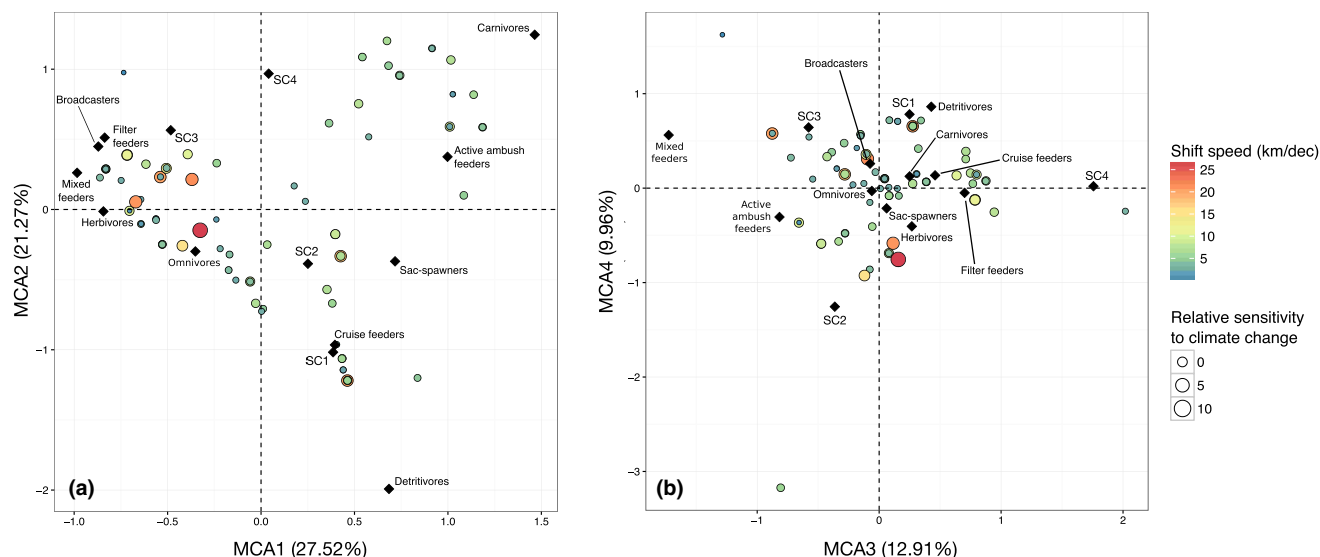 Carnivores
SC4
Broadcasters
Filter
feeders
SC3
Active ambush
feeders
Mixed
feeders
Herbivores
Omnivores
SC2
Sac-spawners
Cruise feeders
SC1
Detritivores
(a)
1
0
−1
−2
−1.0
−0.5
0.0
0.5
1.0
1.5
MCA1 (27.52%)
MCA2 (21.27%)
Broadcasters
SC1
Detritivores
SC3
Carnivores
Mixed
feeders
Cruise feeders
SC4
Omnivores
Active
ambush
feeders
Sac-spawners
Herbivores
Filter feeders
SC2
(b)
1
0
−1
−2
−3
−1
0
1
2
MCA3 (12.91%)
MCA4 (9.96%)
Shift speed (km/dec)
25
20
15
10
5
Relative sensitivity
to climate change
0
5
10